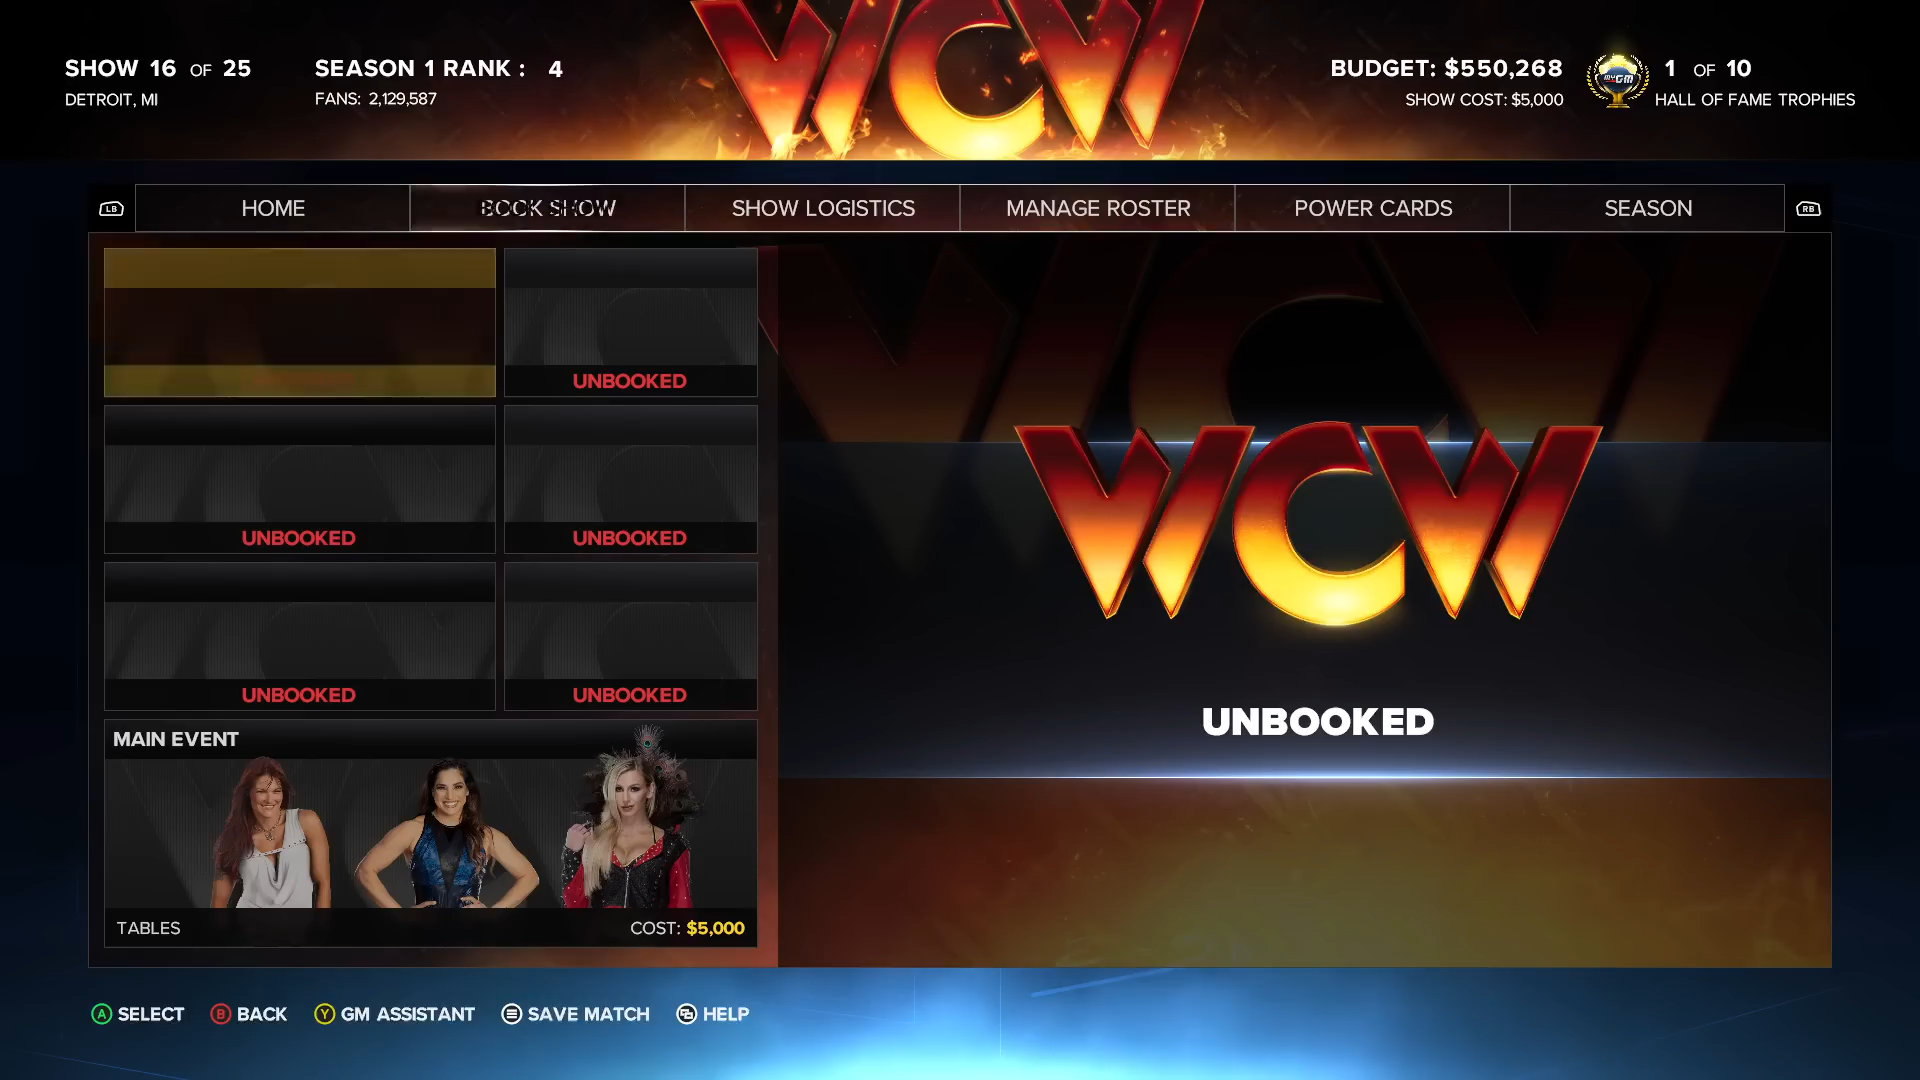 WCW
SHOW 16 OF 25
DETROIT, MI
SEASON 1 RANK : 4
FANS: 2,129,587
BUDGET: $550,268
SHOW COST: $5,000
MyGM
1 OF 10
HALL OF FAME TROPHIES
LB
HOME
BOOK SHOW
SHOW LOGISTICS
MANAGE ROSTER
POWER CARDS
SEASON
RB
UNBOOKED
UNBOOKED
UNBOOKED
UNBOOKED
UNBOOKED
MAIN EVENT
TABLES
COST: $5,000
WCW
UNBOOKED
A SELECT
B BACK
Y GM ASSISTANT
SAVE MATCH
HELP